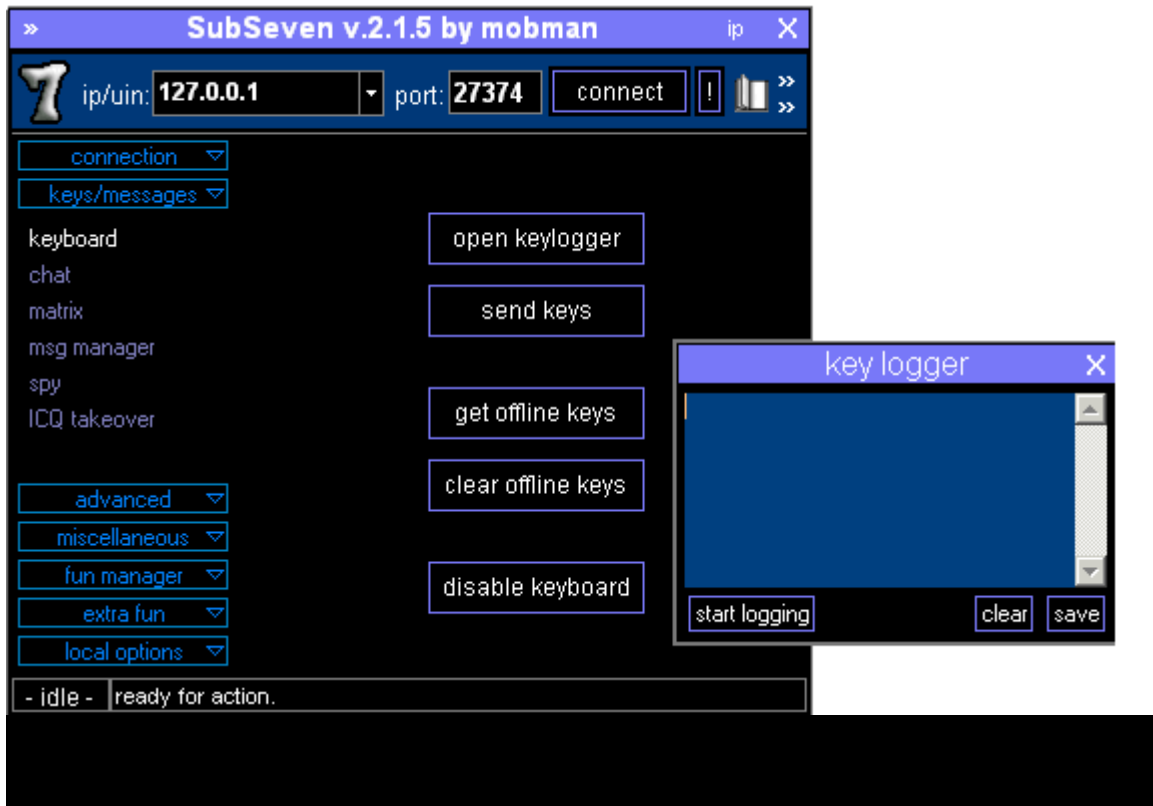 » SubSeven v.2.1.5 by mobman ip X
7 ip/uin: 127.0.0.1 port: 27374 connect ! »
»
connection
keys/messages
keyboard
chat
matrix
msg manager
spy
ICQ takeover
advanced
miscellaneous
fun manager
extra fun
local options
open keylogger
send keys
get offline keys
clear offline keys
disable keyboard
key logger X
start logging clear save
- idle - ready for action.